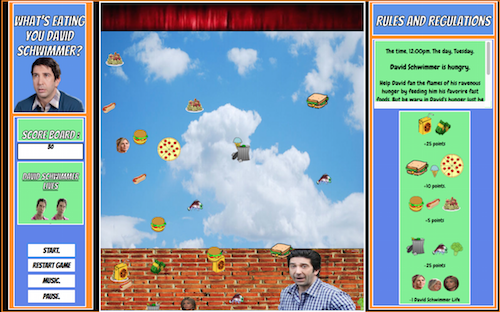 WHAT'S EATING
YOU DAVID
SCHWIMMER?
SCORE BOARD :
50
DAVID SCHWIMMER
LIVES
START.
RESTART GAME
MUSIC.
PAUSE.
RULES AND REGULATIONS
The time, 12:00pm. The day, Tuesday.
David Schwimmer is hungry.
Help David fan the flames of his ravenous
hunger by feeding him his favorire fast
foods. But be wary in David's hunger lust he
-25 points
-10 points
-5 points
-25 points
-1 David Schwimmer Life